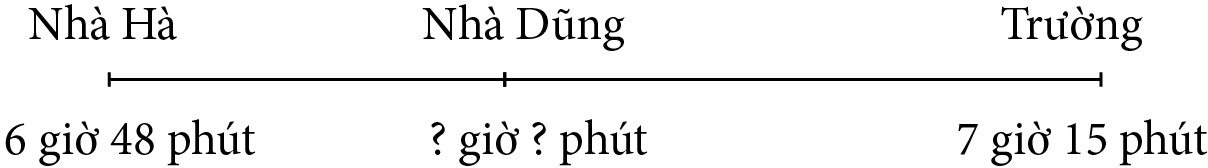 Nhà Hà Nhà Dũng Trường
6 giờ 48 phút ? giờ ? phút 7 giờ 15 phút